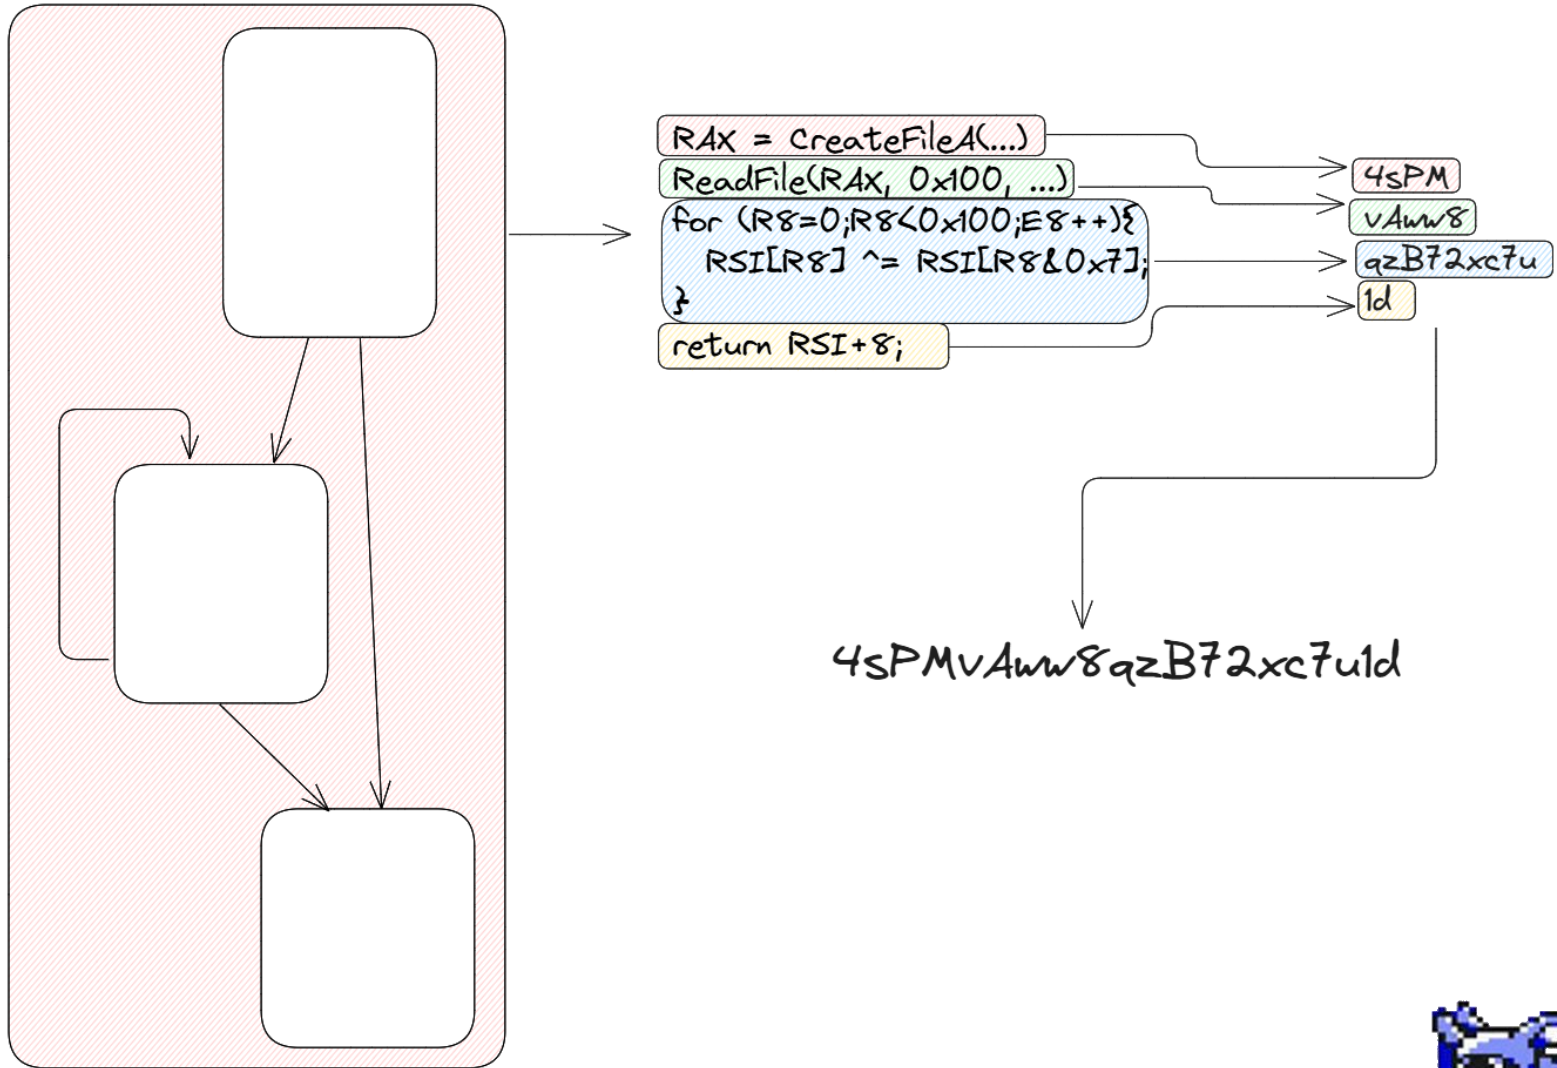 RAX = CreateFileA(...)
ReadFile(RAX, 0x100, ...)
for (R8=0;R8<0x100;E8++){
RSI[R8] ^= RSI[R8&0x7];
}
return RSI+8;
4sPM
vAww8
qzB72xc7u
1d
4sPMvAww8qzB72xc7u1d